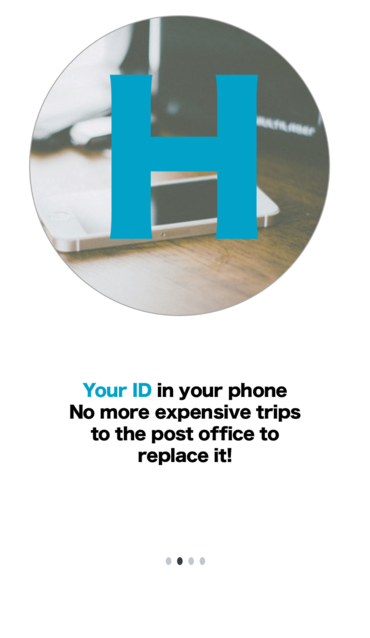 H
Your ID in your phone
No more expensive trips
to the post office to
replace it!